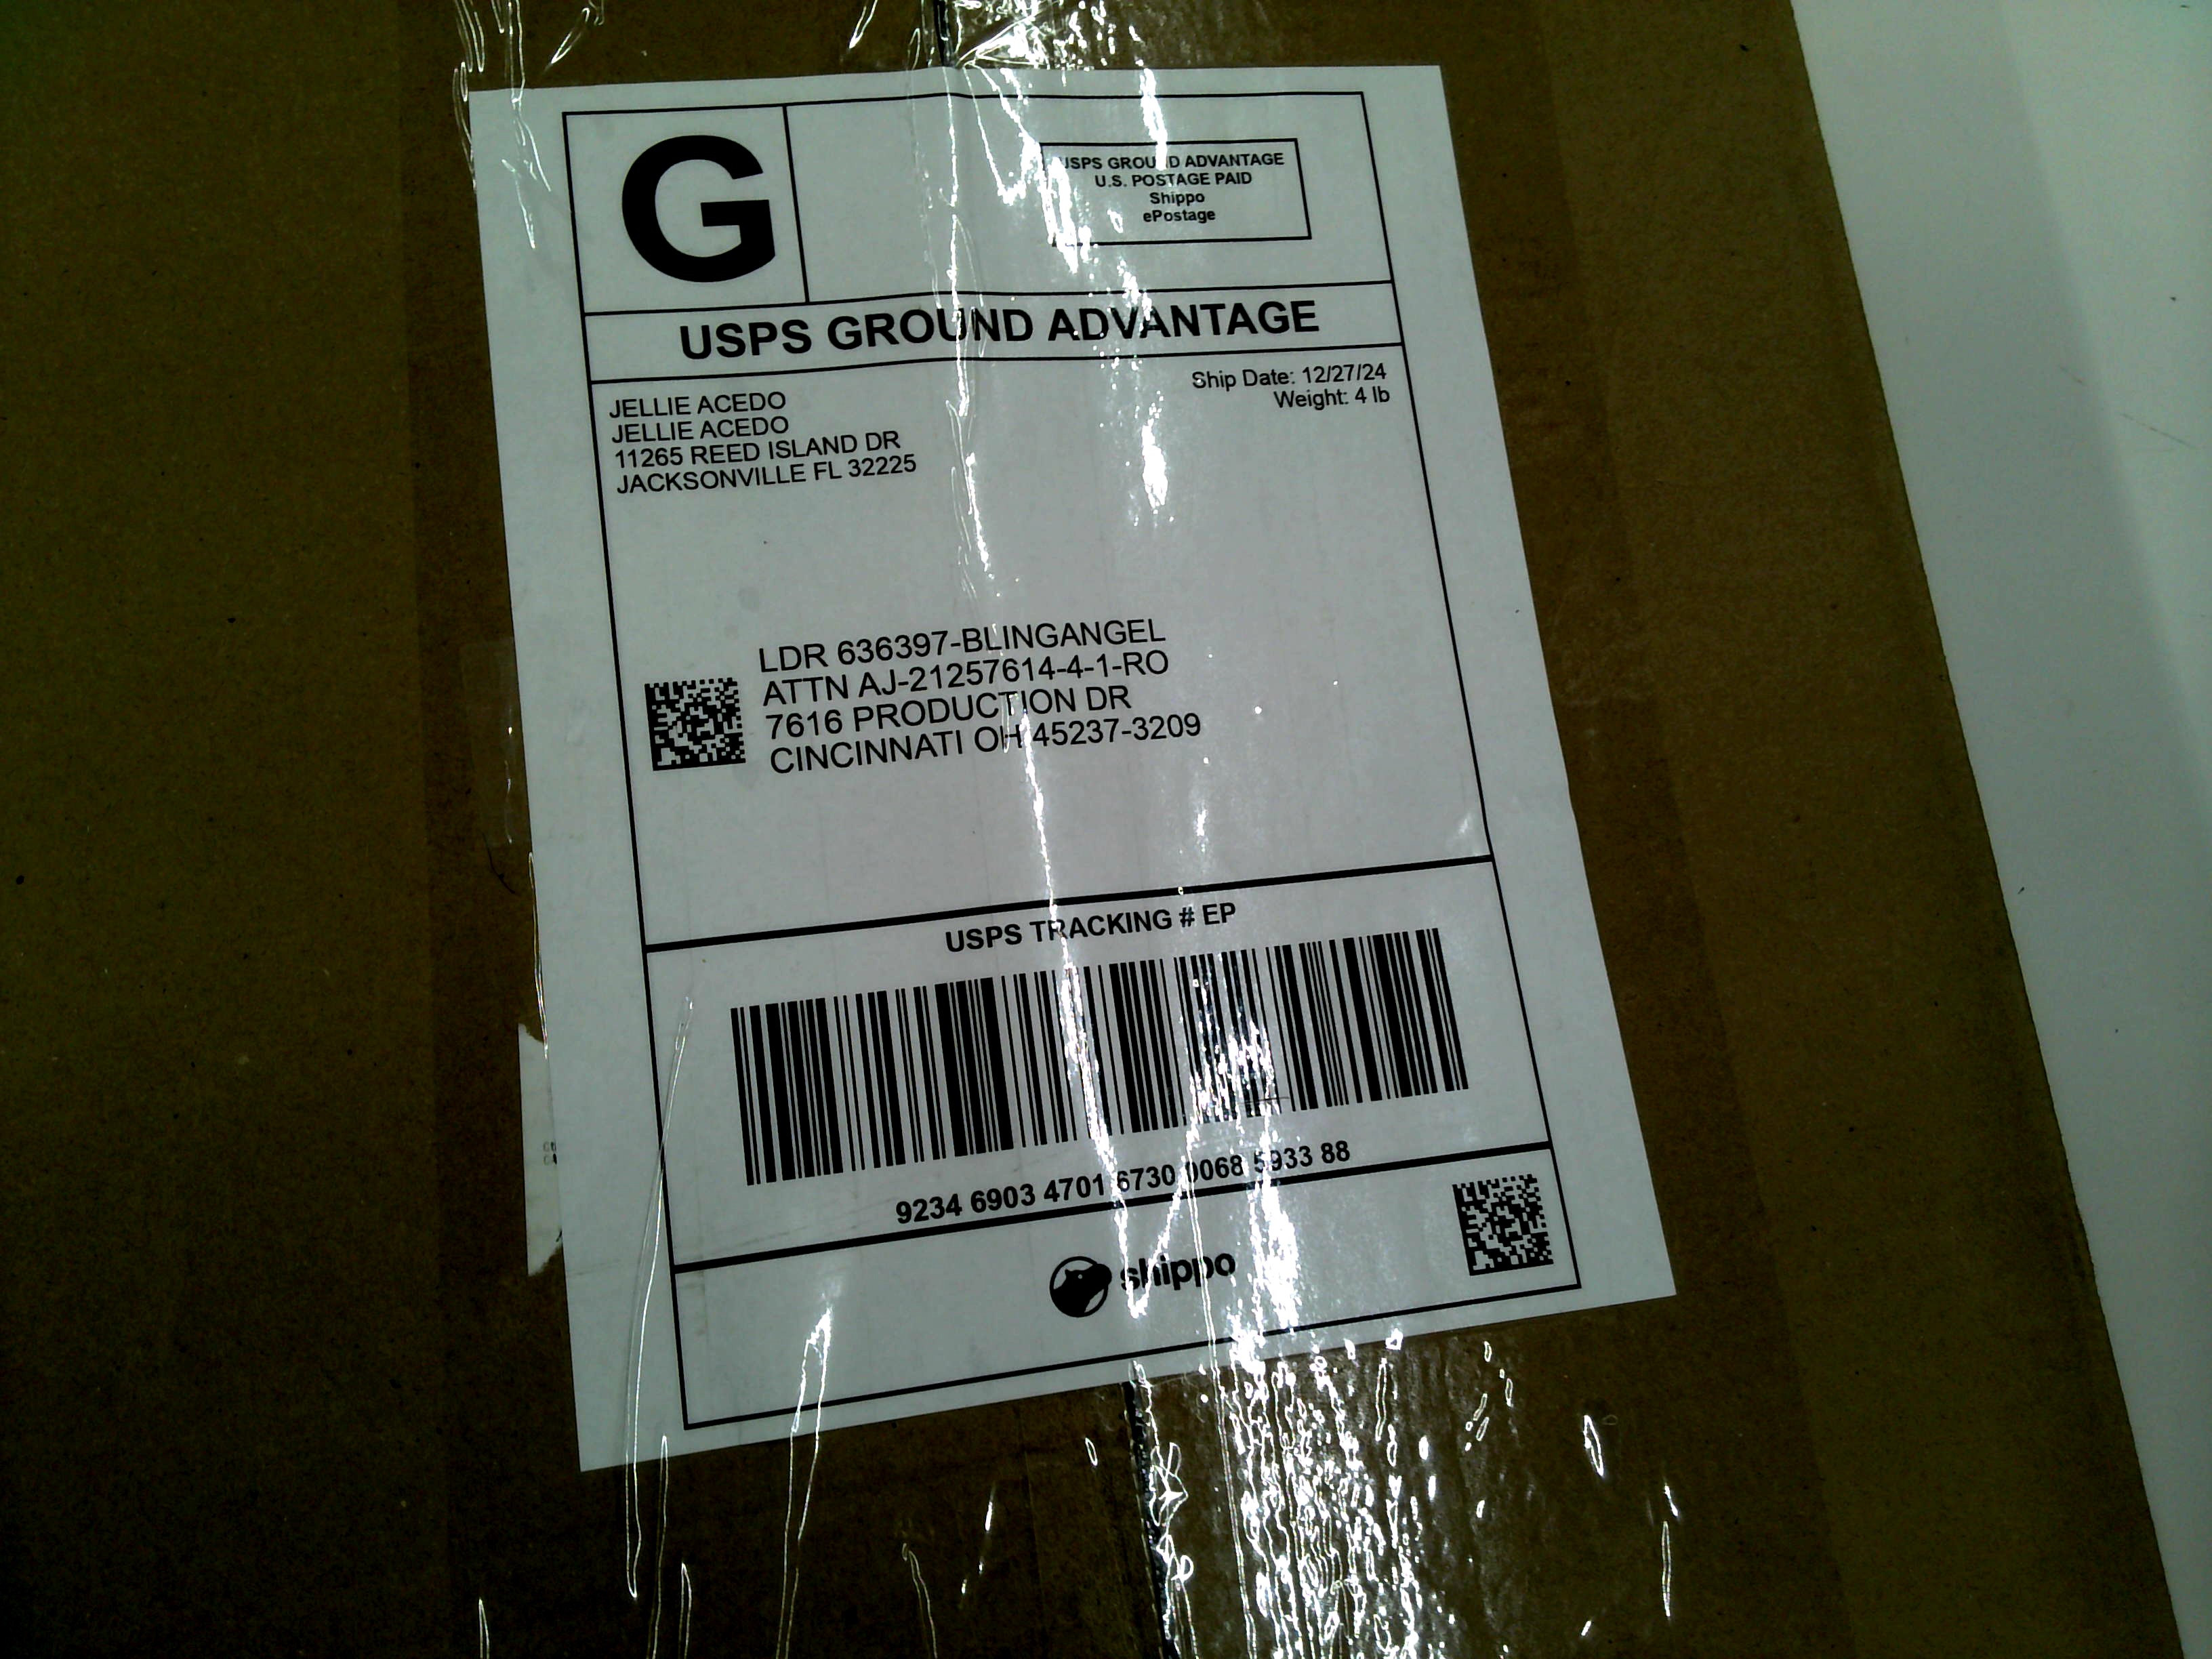 G
USPS GROUND ADVANTAGE
U.S. POSTAGE PAID
Shippo
ePostage
USPS GROUND ADVANTAGE
Ship Date: 12/27/24
Weight: 4 lb
JELLIE ACEDO
JELLIE ACEDO
11265 REED ISLAND DR
JACKSONVILLE FL 32225
LDR 636397-BLINGANGEL
ATTN AJ-21257614-4-1-RO
7616 PRODUCTION DR
CINCINNATI OH 45237-3209
USPS TRACKING # EP
9234 6903 4701 6730 0068 5933 88
shippo